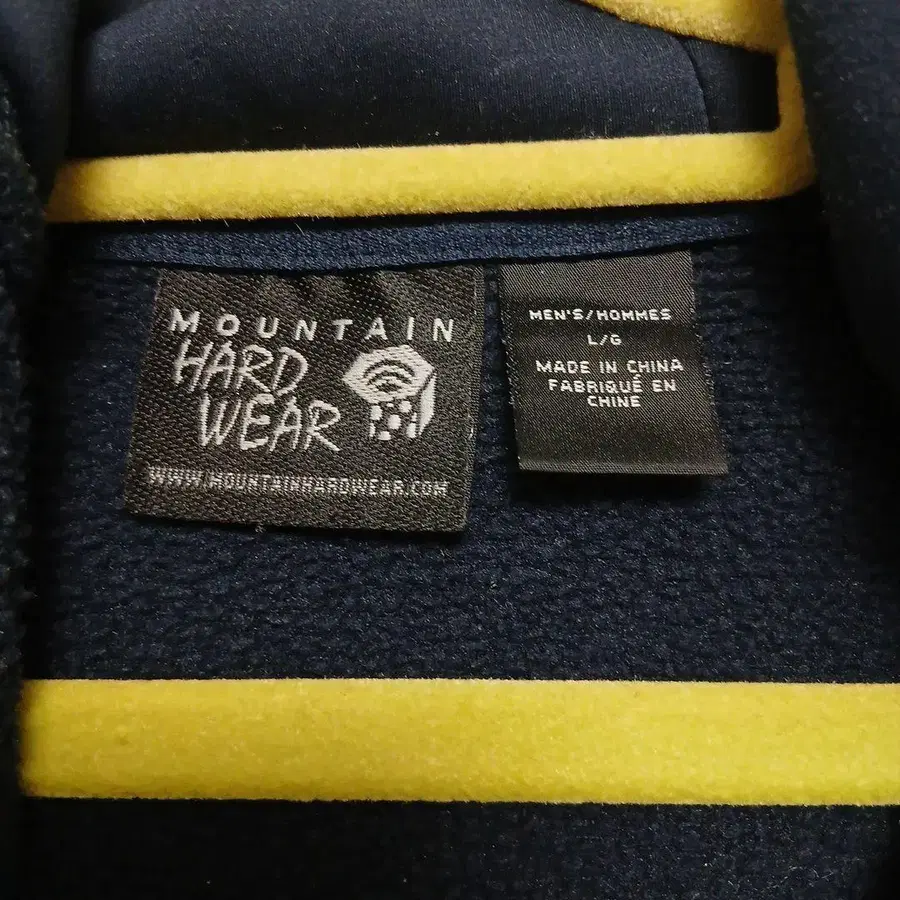 MOUNTAIN
HARD
WEAR
WWW.MOUNTAINHARDWEAR.COM
MEN'S/HOMMES
L/G
MADE IN CHINA
FABRIQUÉ EN
CHINE